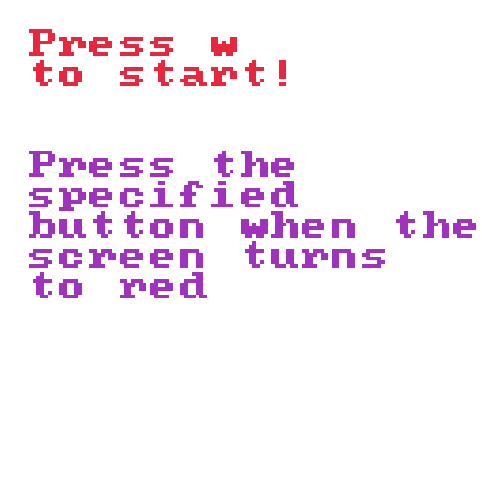 Press w
to start!
Press the
specified
button when the
screen turns
to red